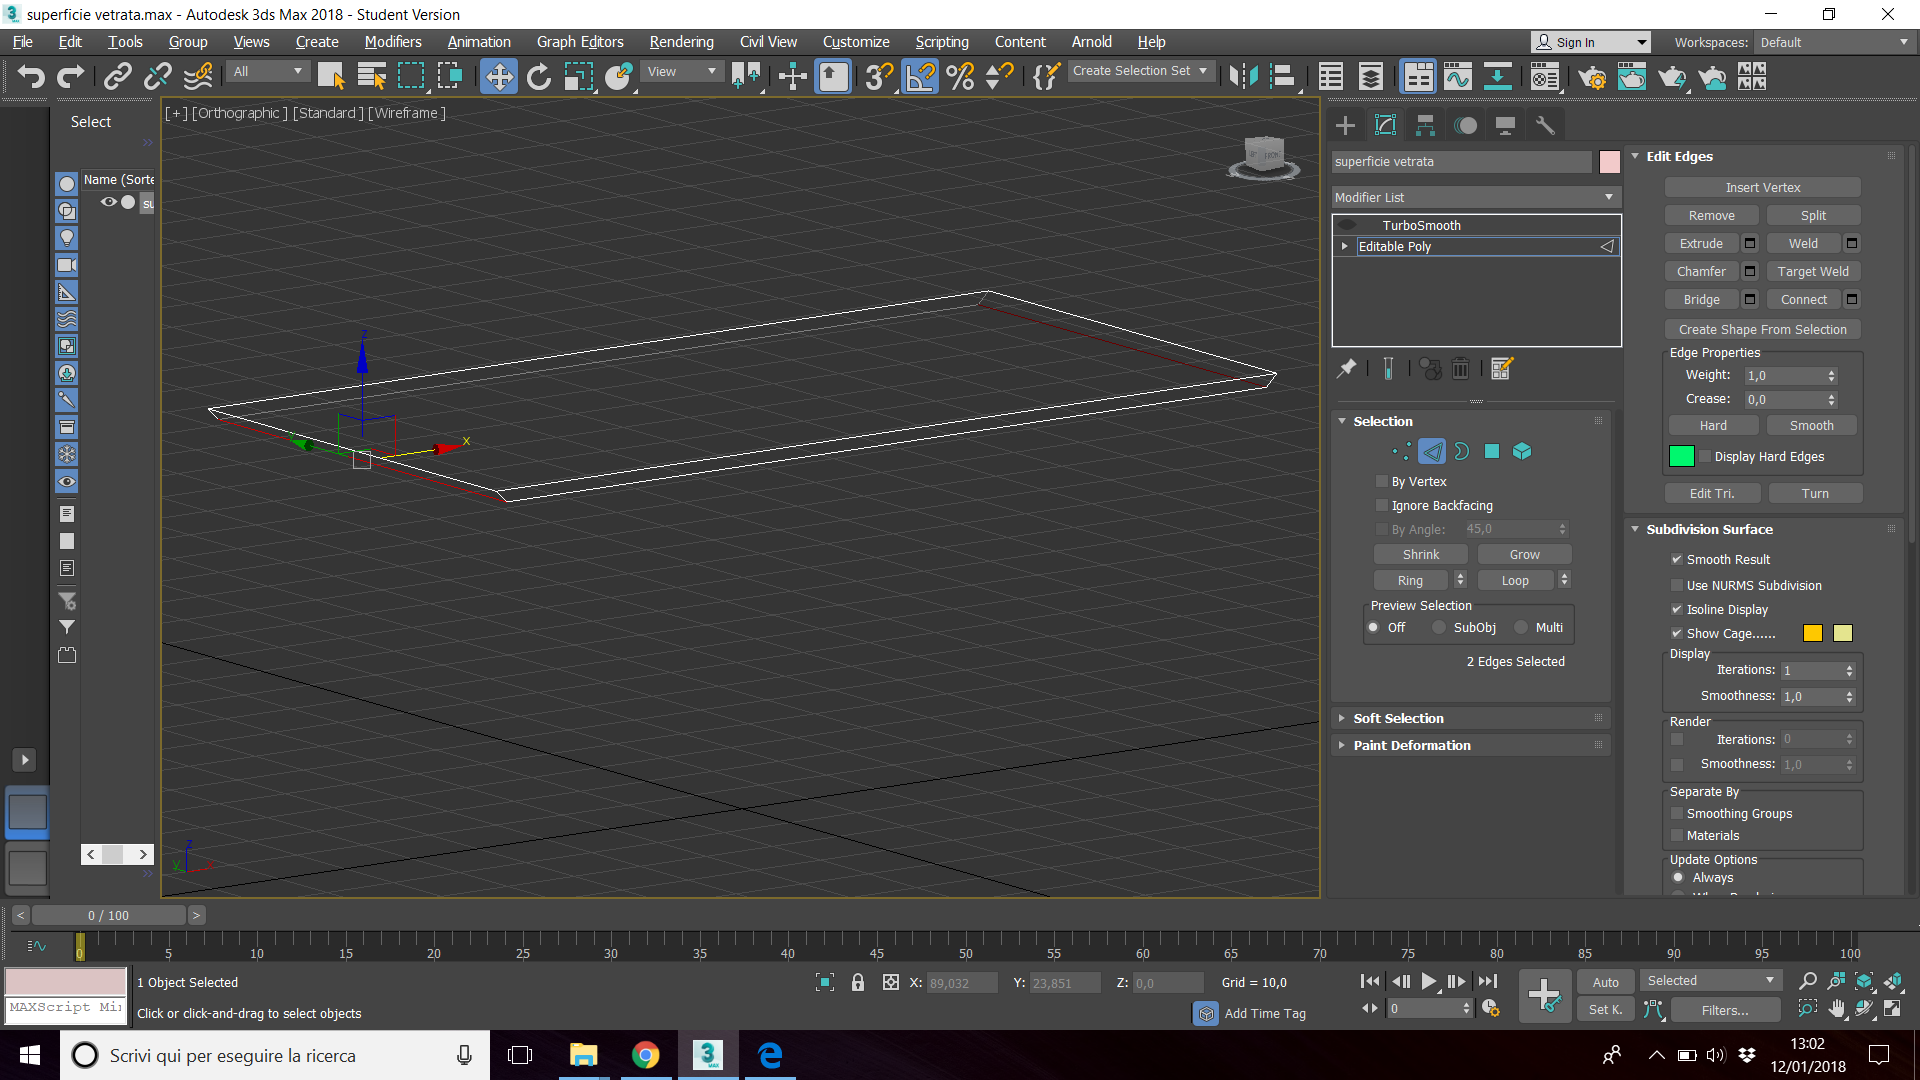 superficie vetrata.max - Autodesk 3ds Max 2018 - Student Version
File Edit Tools Group Views Create Modifiers Animation Graph Editors Rendering Civil View Customize Scripting Content Arnold Help
Sign In
Workspaces: Default
All
View
Create Selection Set
Select
Name (Sorte
su
[+] [Orthographic ] [Standard ] [Wireframe ]
FRONT
z
x
superficie vetrata
Modifier List
TurboSmooth
Editable Poly
Selection
By Vertex
Ignore Backfacing
By Angle: 45,0
Shrink Grow
Ring Loop
Preview Selection
Off SubObj Multi
2 Edges Selected
Soft Selection
Paint Deformation
Edit Edges
Insert Vertex
Remove Split
Extrude Weld
Chamfer Target Weld
Bridge Connect
Create Shape From Selection
Edge Properties
Weight: 1,0
Crease: 0,0
Hard Smooth
Display Hard Edges
Edit Tri. Turn
Subdivision Surface
Smooth Result
Use NURMS Subdivision
Isoline Display
Show Cage......
Display
Iterations: 1
Smoothness: 1,0
Render
Iterations: 0
Smoothness: 1,0
Separate By
Smoothing Groups
Materials
Update Options
Always
z
y
x
< 0 / 100 >
0 5 10 15 20 25 30 35 40 45 50 55 60 65 70 75 80 85 90 95 100
1 Object Selected
X: 89,032 Y: 23,851 Z: 0,0 Grid = 10,0
Auto Selected
MAXScript Mi
Click or click-and-drag to select objects
Add Time Tag
0
Set K. Filters...
Scrivi qui per eseguire la ricerca
3
MAX
13:02
12/01/2018